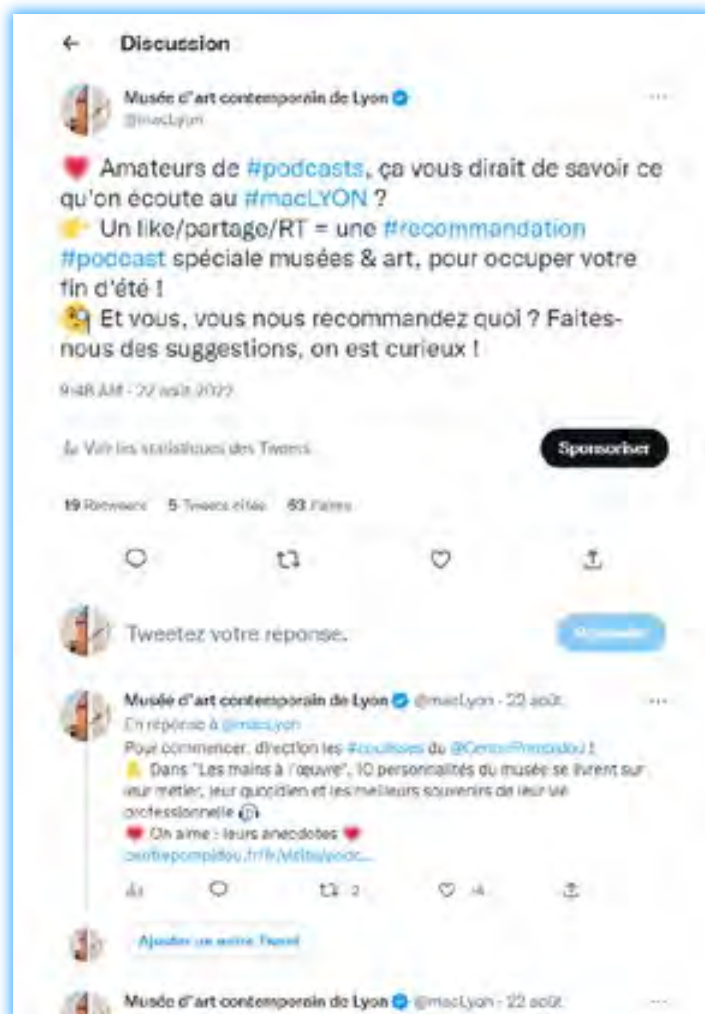 ← Discussion
Musée d'art contemporain de Lyon
@macLyon
❤️ Amateurs de #podcasts, ça vous dirait de savoir ce
qu'on écoute au #macLYON ?
👉 Un like/partage/RT = une #recommandation
#podcast spéciale musées & art, pour occuper votre
fin d'été !
🧐 Et vous, vous nous recommandez quoi ? Faites-
nous des suggestions, on est curieux !
9:48 AM · 22 août 2022
Voir les statistiques des Tweets
Sponsoriser
19 Retweets 5 Tweets cités 63 J'aime
Tweetez votre réponse.
Répondre
Musée d'art contemporain de Lyon @macLyon · 22 août
En réponse à @macLyon
Pour commencer, direction les #coulisses du @CentrePompidou !
Dans "Les mains à l'œuvre", 10 personnalités du musée se livrent sur
leur métier, leur quotidien et les meilleurs souvenirs de leur vie
professionnelle 🎧
❤️ On aime : leurs anecdotes ❤️
centrepompidou.fr/fr/visite/podc...
2 4
Ajouter un autre Tweet
Musée d'art contemporain de Lyon @macLyon · 22 août